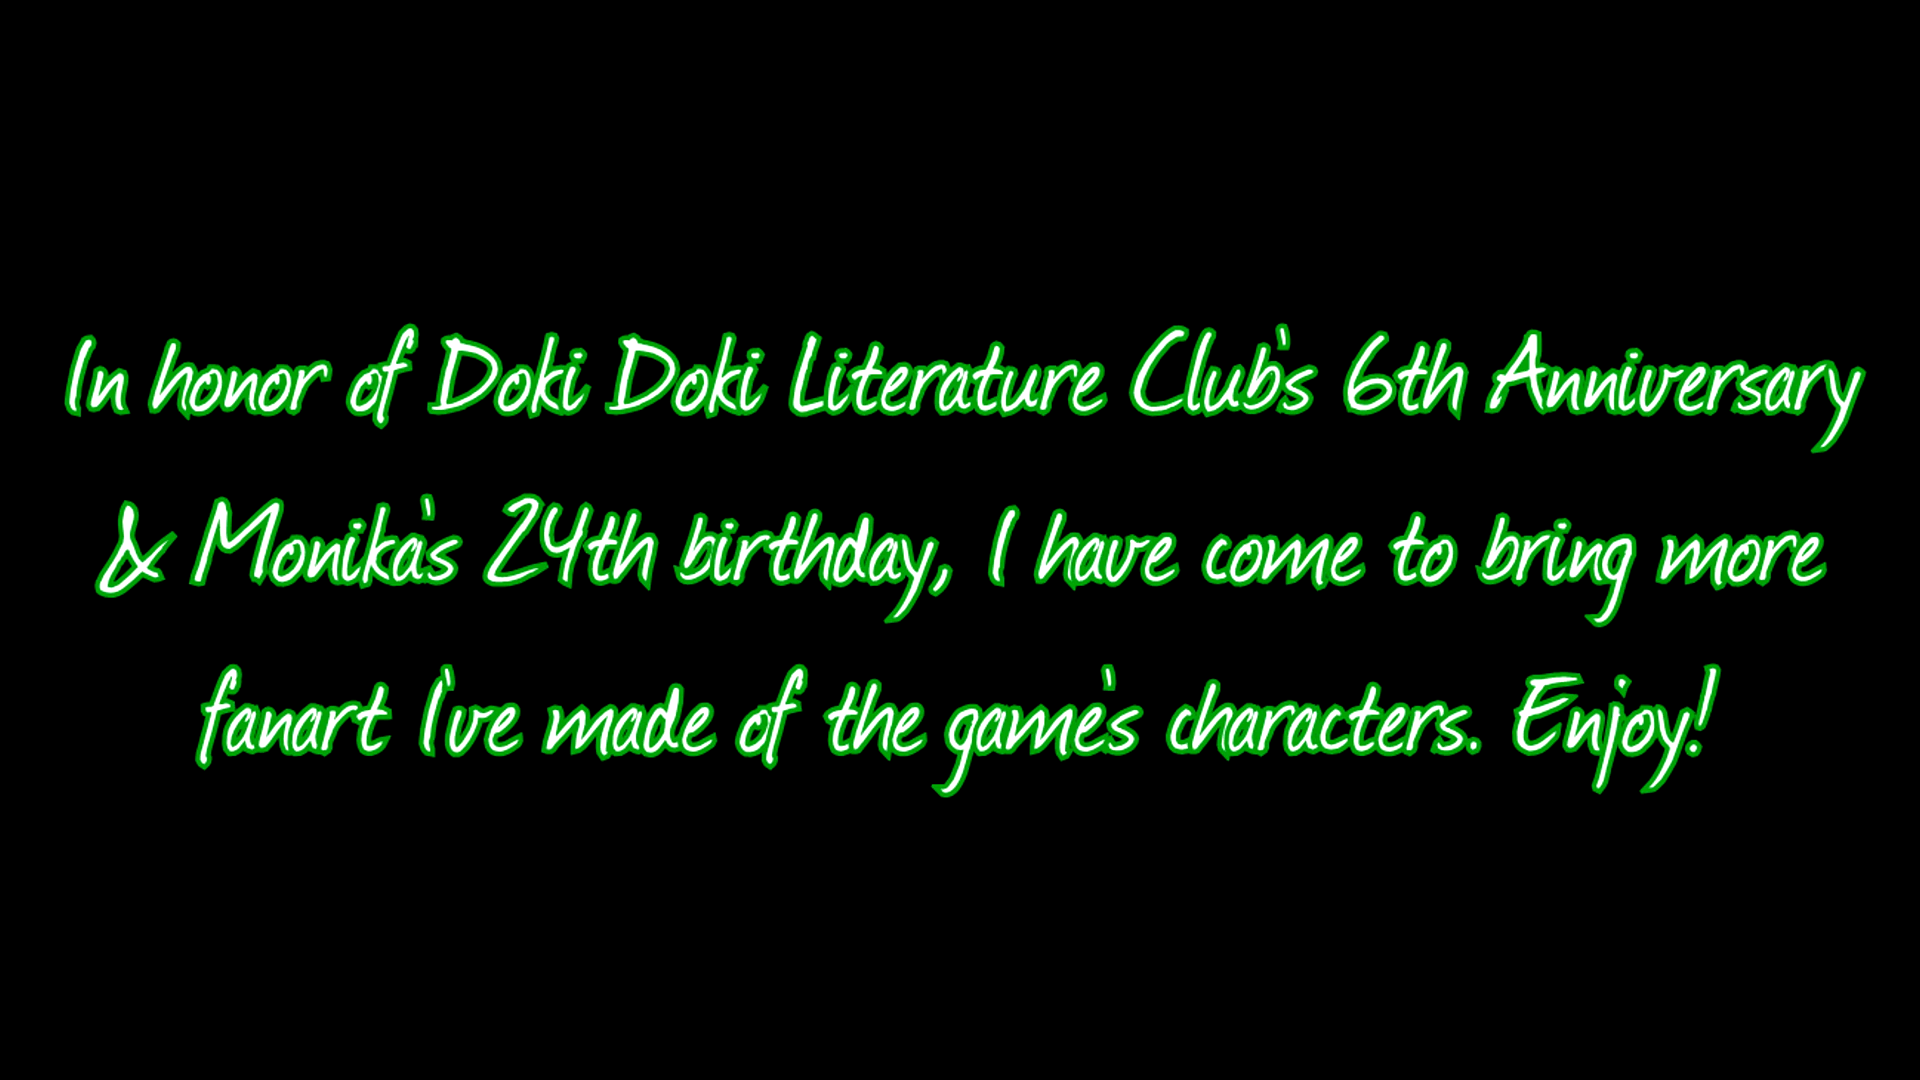 In honor of Doki Doki Literature Club's 6th Anniversary
& Monika's 24th birthday, I have come to bring more
fanart I've made of the game's characters. Enjoy!